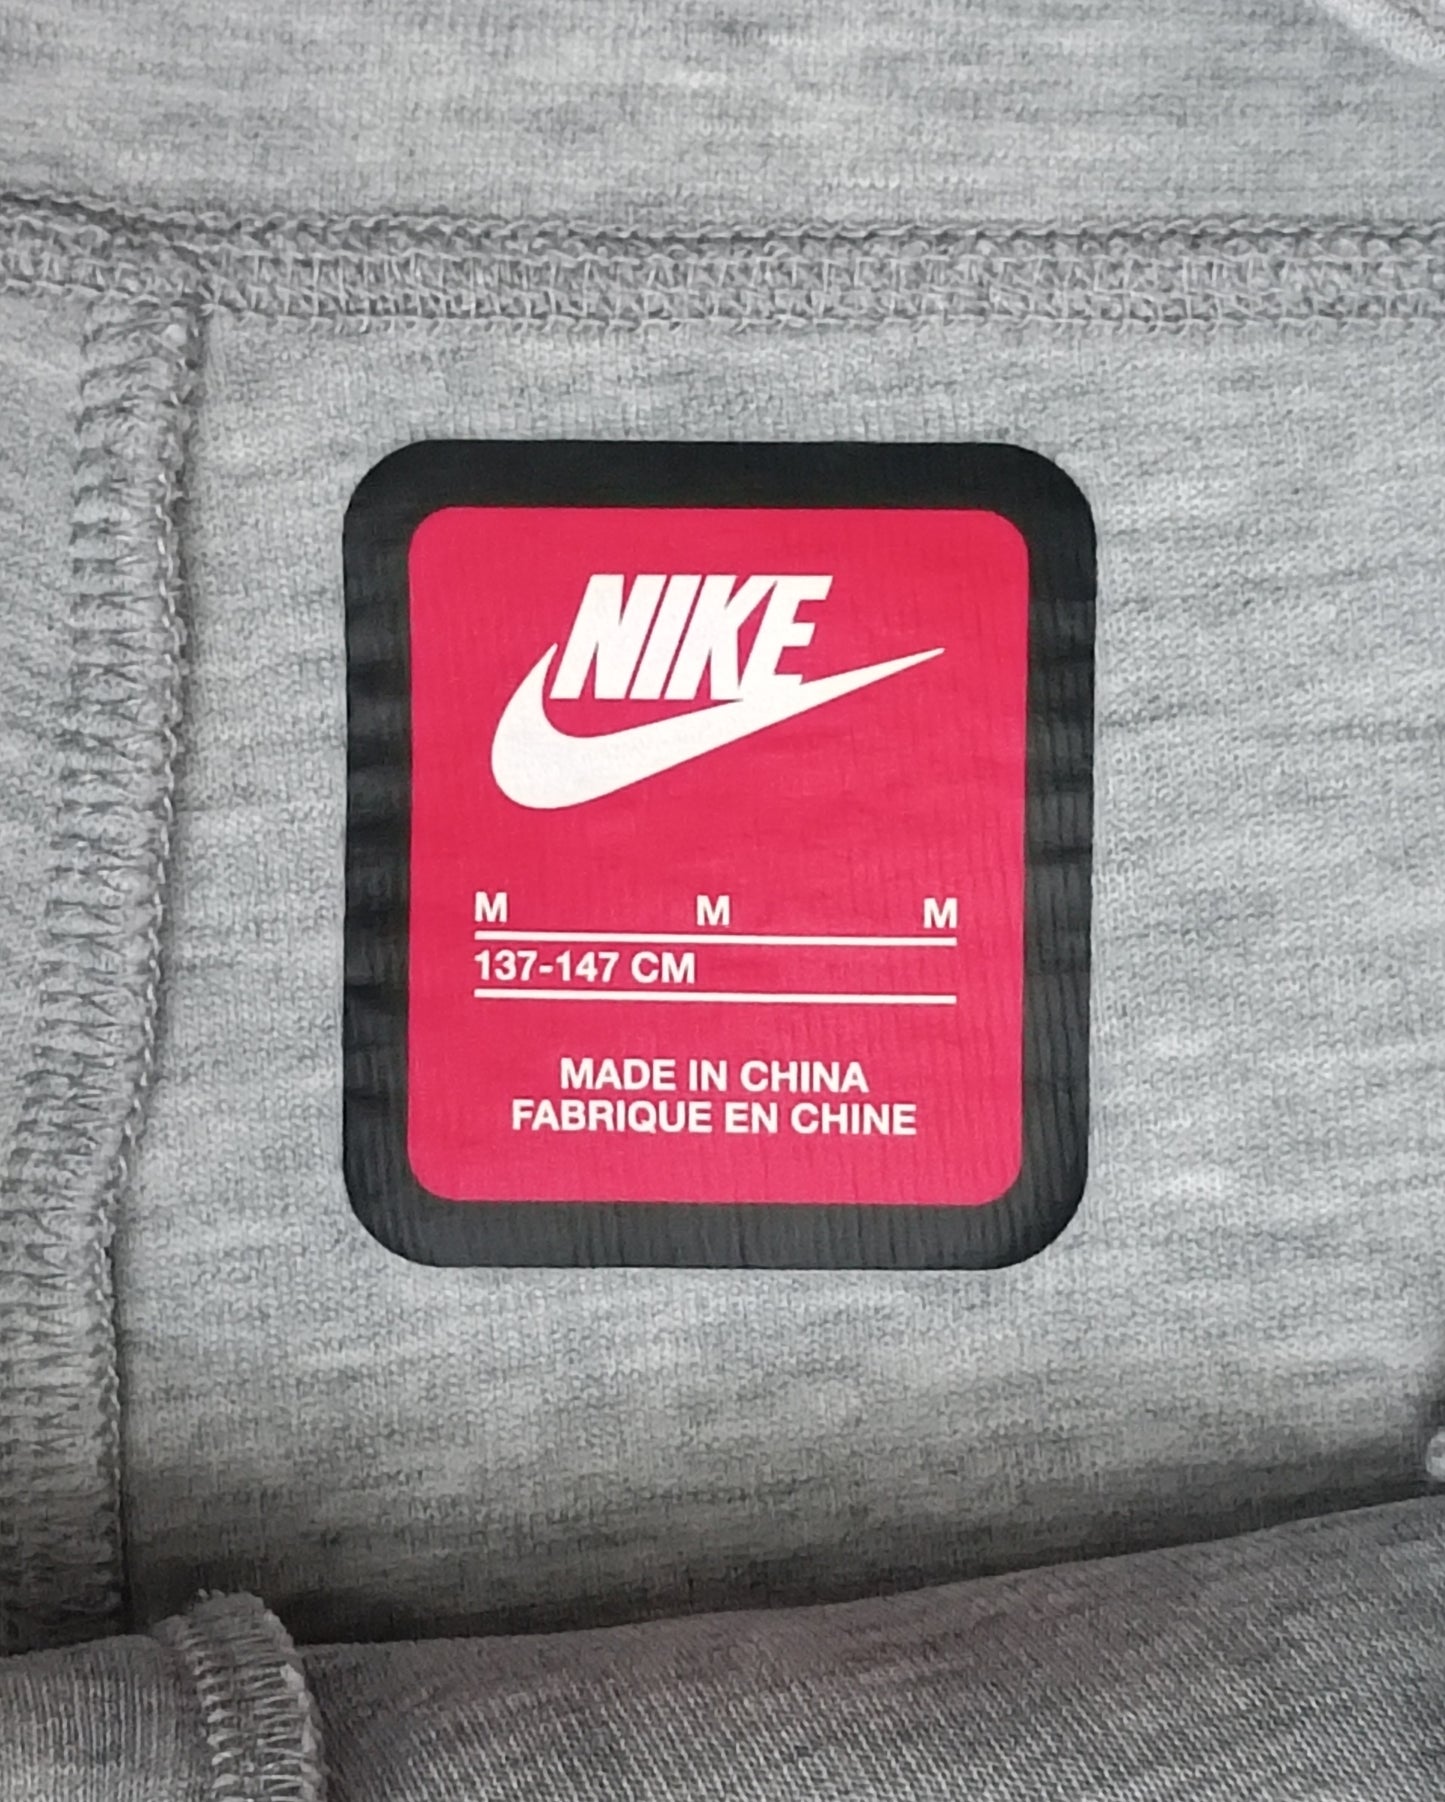 NIKE
M M M
137-147 CM
MADE IN CHINA
FABRIQUE EN CHINE